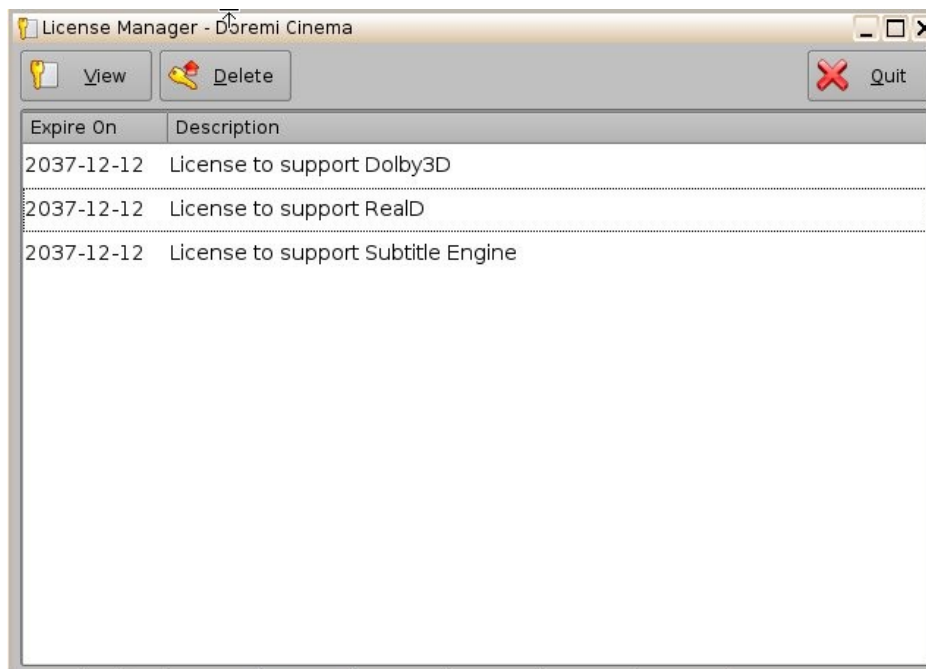 License Manager - Doremi Cinema
View Delete Quit
Expire On Description
2037-12-12 License to support Dolby3D
2037-12-12 License to support RealD
2037-12-12 License to support Subtitle Engine